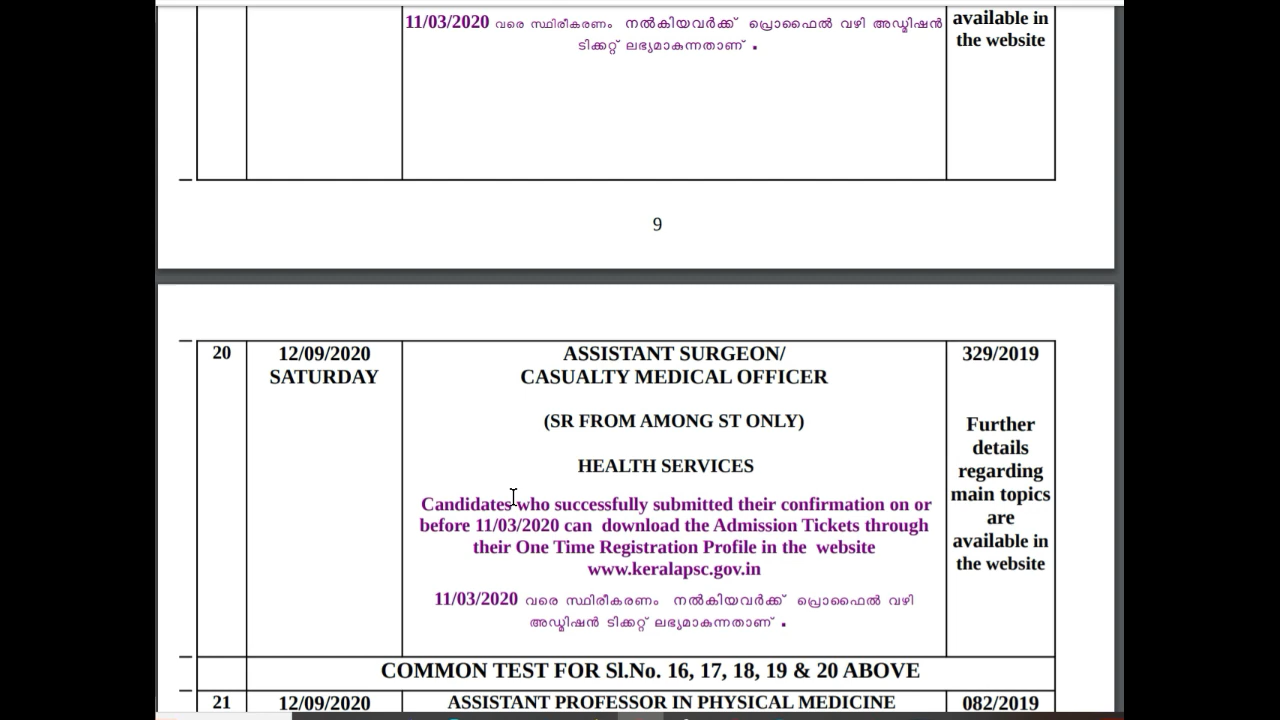 11/03/2020 വരെ സ്ഥിരീകരണം നൽകിയവർക്ക് പ്രൊഫൈൽ വഴി അഡ്മിഷൻ
ടിക്കറ്റ് ലഭ്യമാകുന്നതാണ് .
available in
the website
9
20
12/09/2020
SATURDAY
ASSISTANT SURGEON/
CASUALTY MEDICAL OFFICER
(SR FROM AMONG ST ONLY)
HEALTH SERVICES
Candidates who successfully submitted their confirmation on or
before 11/03/2020 can download the Admission Tickets through
their One Time Registration Profile in the website
www.keralapsc.gov.in
11/03/2020 വരെ സ്ഥിരീകരണം നൽകിയവർക്ക് പ്രൊഫൈൽ വഴി
അഡ്മിഷൻ ടിക്കറ്റ് ലഭ്യമാകുന്നതാണ് .
329/2019
Further
details
regarding
main topics
are
available in
the website
COMMON TEST FOR Sl.No. 16, 17, 18, 19 & 20 ABOVE
21
12/09/2020
ASSISTANT PROFESSOR IN PHYSICAL MEDICINE
082/2019